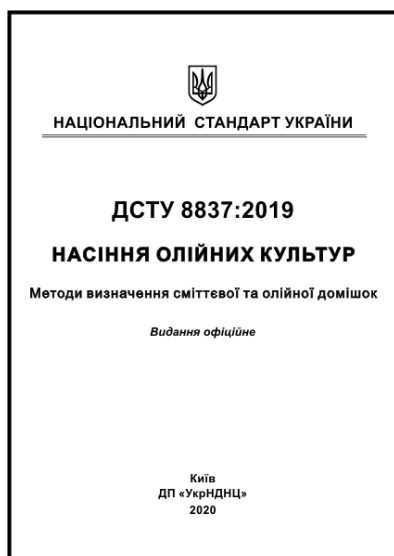 НАЦІОНАЛЬНИЙ СТАНДАРТ УКРАЇНИ
ДСТУ 8837:2019
НАСІННЯ ОЛІЙНИХ КУЛЬТУР
Методи визначення сміттєвої та олійної домішок
Видання офіційне
Київ
ДП «УкрНДНЦ»
2020